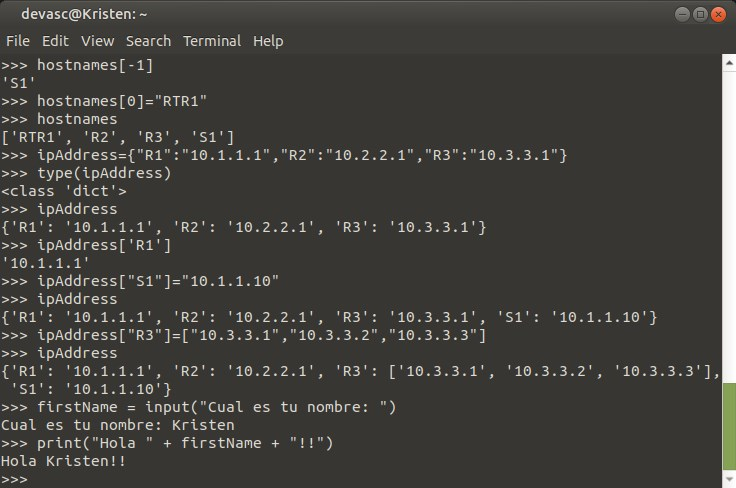 devasc@Kristen: ~
File Edit View Search Terminal Help
>>> hostnames[-1]
'S1'
>>> hostnames[0]="RTR1"
>>> hostnames
['RTR1', 'R2', 'R3', 'S1']
>>> ipAddress={"R1":"10.1.1.1","R2":"10.2.2.1","R3":"10.3.3.1"}
>>> type(ipAddress)
<class 'dict'>
>>> ipAddress
{'R1': '10.1.1.1', 'R2': '10.2.2.1', 'R3': '10.3.3.1'}
>>> ipAddress['R1']
'10.1.1.1'
>>> ipAddress["S1"]="10.1.1.10"
>>> ipAddress
{'R1': '10.1.1.1', 'R2': '10.2.2.1', 'R3': '10.3.3.1', 'S1': '10.1.1.10'}
>>> ipAddress["R3"]=["10.3.3.1","10.3.3.2","10.3.3.3"]
>>> ipAddress
{'R1': '10.1.1.1', 'R2': '10.2.2.1', 'R3': ['10.3.3.1', '10.3.3.2', '10.3.3.3'],
 'S1': '10.1.1.10'}
>>> firstName = input("Cual es tu nombre: ")
Cual es tu nombre: Kristen
>>> print("Hola " + firstName + "!!")
Hola Kristen!!
>>>